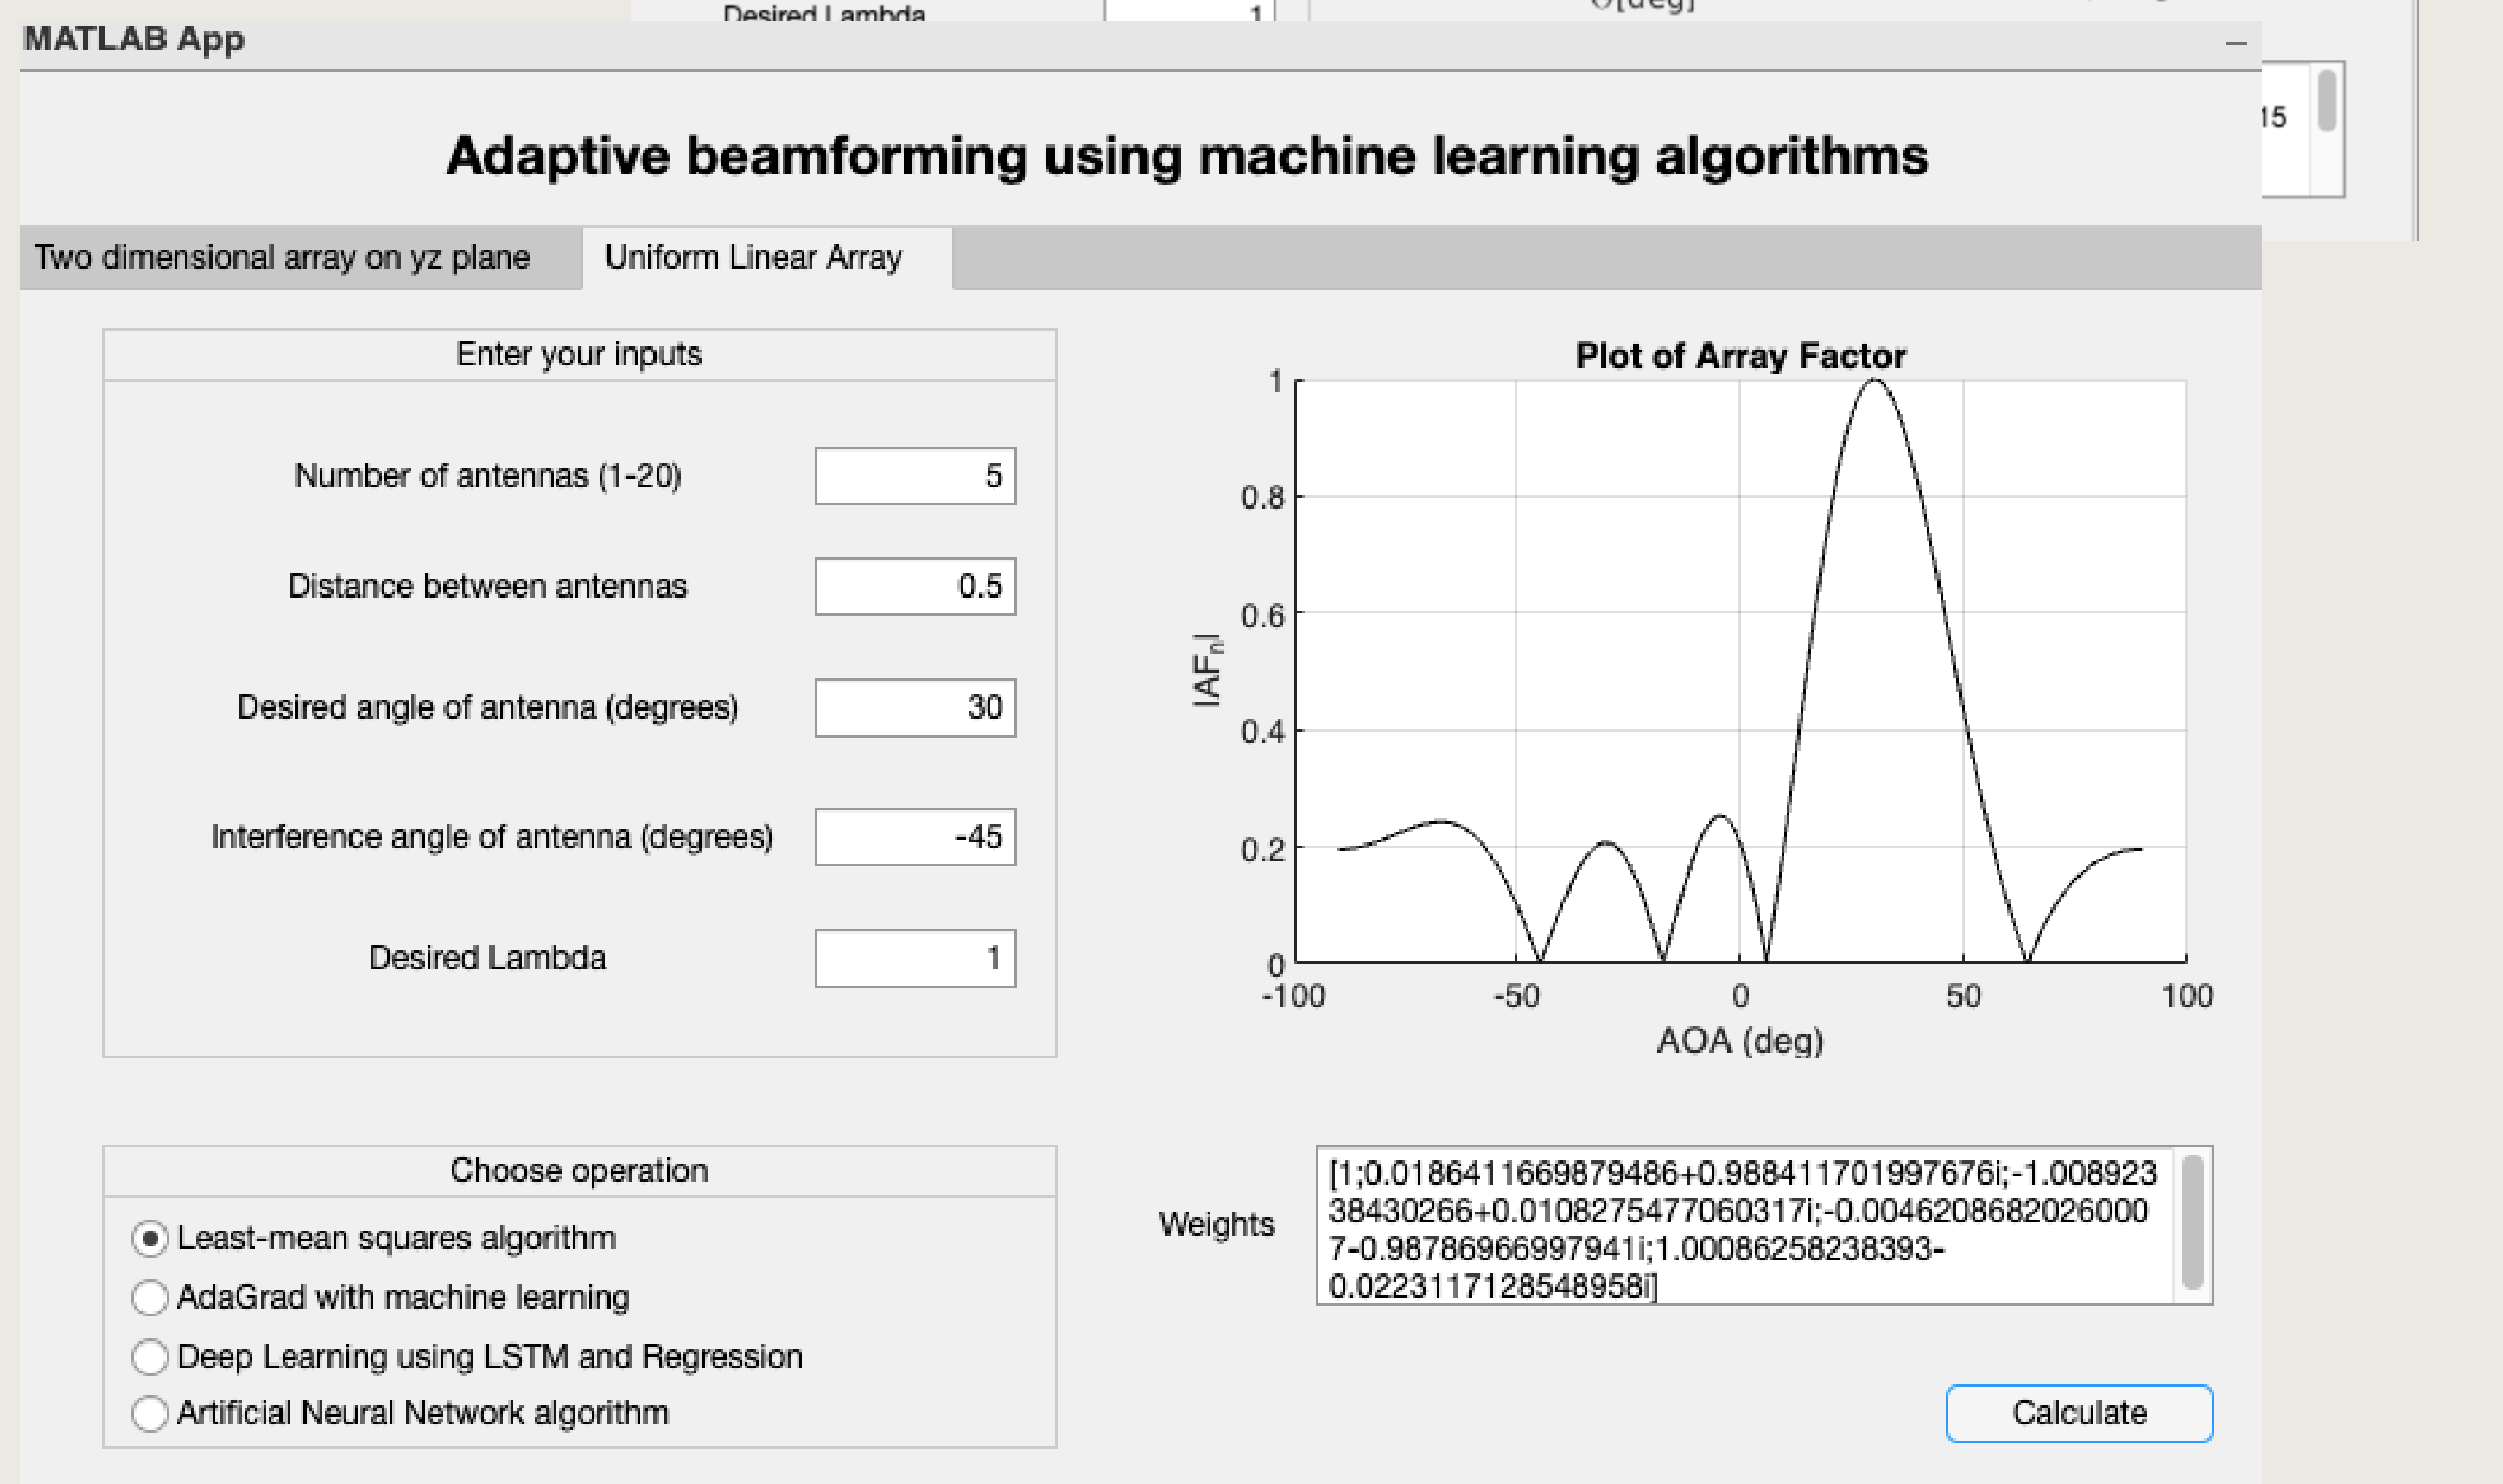 Desired Lambda
1
Θ[deg]
MATLAB App
15
Adaptive beamforming using machine learning algorithms
Two dimensional array on yz plane
Uniform Linear Array
Enter your inputs
Number of antennas (1-20)
5
Distance between antennas
0.5
Desired angle of antenna (degrees)
30
Interference angle of antenna (degrees)
-45
Desired Lambda
1
Plot of Array Factor
1
0.8
0.6
0.4
0.2
0
|AFn|
-100
-50
0
50
100
AOA (deg)
Choose operation
Least-mean squares algorithm
AdaGrad with machine learning
Deep Learning using LSTM and Regression
Artificial Neural Network algorithm
Weights
[1;0.0186411669879486+0.988411701997676i;-1.008923
38430266+0.0108275477060317i;-0.0046208682026000
7-0.98786966997941i;1.00086258238393-
0.0223117128548958i]
Calculate